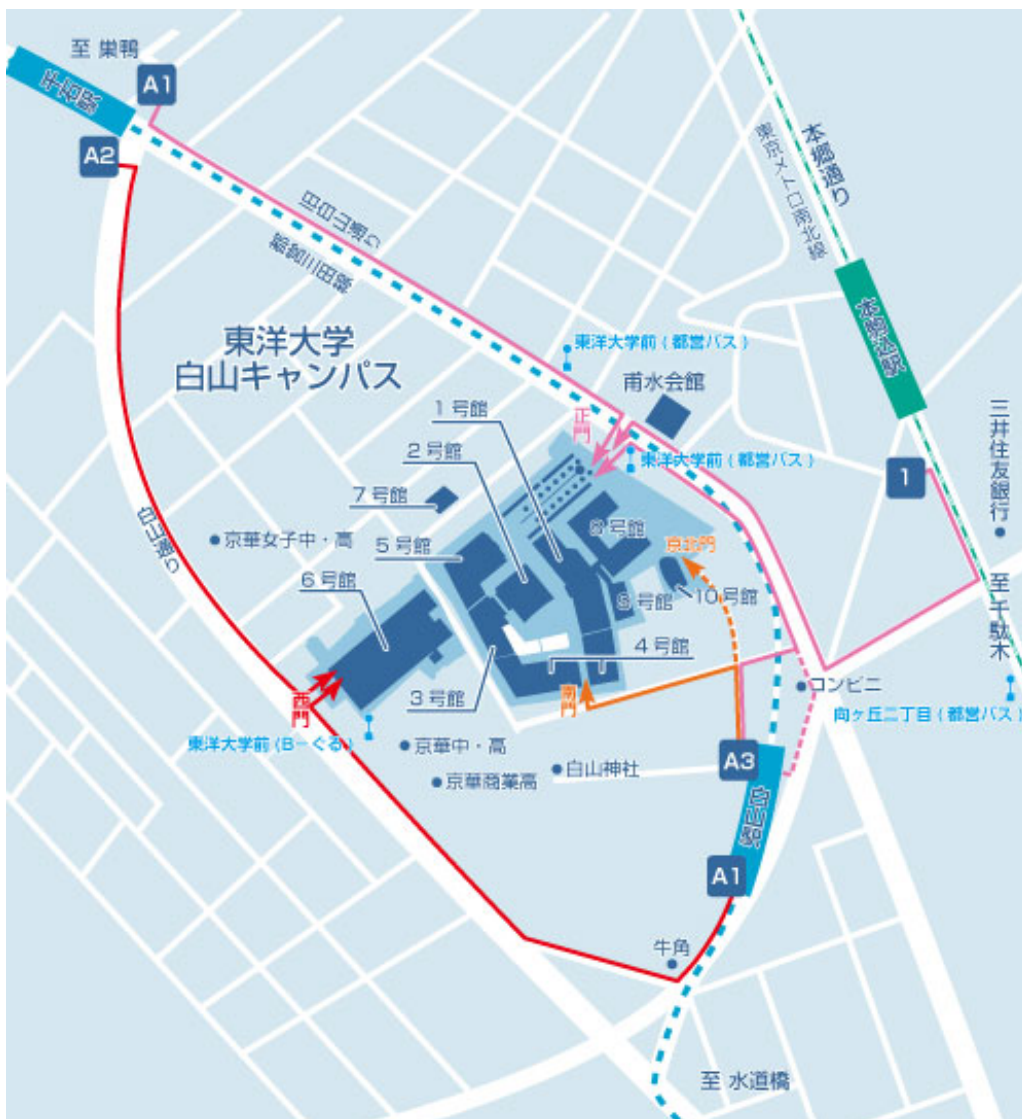 至 巣鴨
A1
千石駅
A2
本郷通り
東京メトロ南北線
旧白山通り
都営三田線
本駒込駅
東洋大学
白山キャンパス
東洋大学前 ( 都営バス )
甫水会館
1 号館
正門
2 号館
東洋大学前 ( 都営バス )
三井住友銀行
1
7 号館
8 号館
白山通り
京華女子中・高
5 号館
京北門
6 号館
10 号館
至 千駄木
4 号館
コンビニ
3 号館
南門
西門
向ヶ丘二丁目 ( 都営バス )
東洋大学前 (B－ぐる )
京華中・高
A3
白山神社
京華商業高
白山駅
A1
牛角
至 水道橋